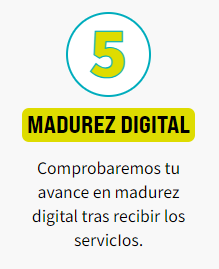 5
MADUREZ DIGITAL
Comprobaremos tu
avance en madurez
digital tras recibir los
servicIos.